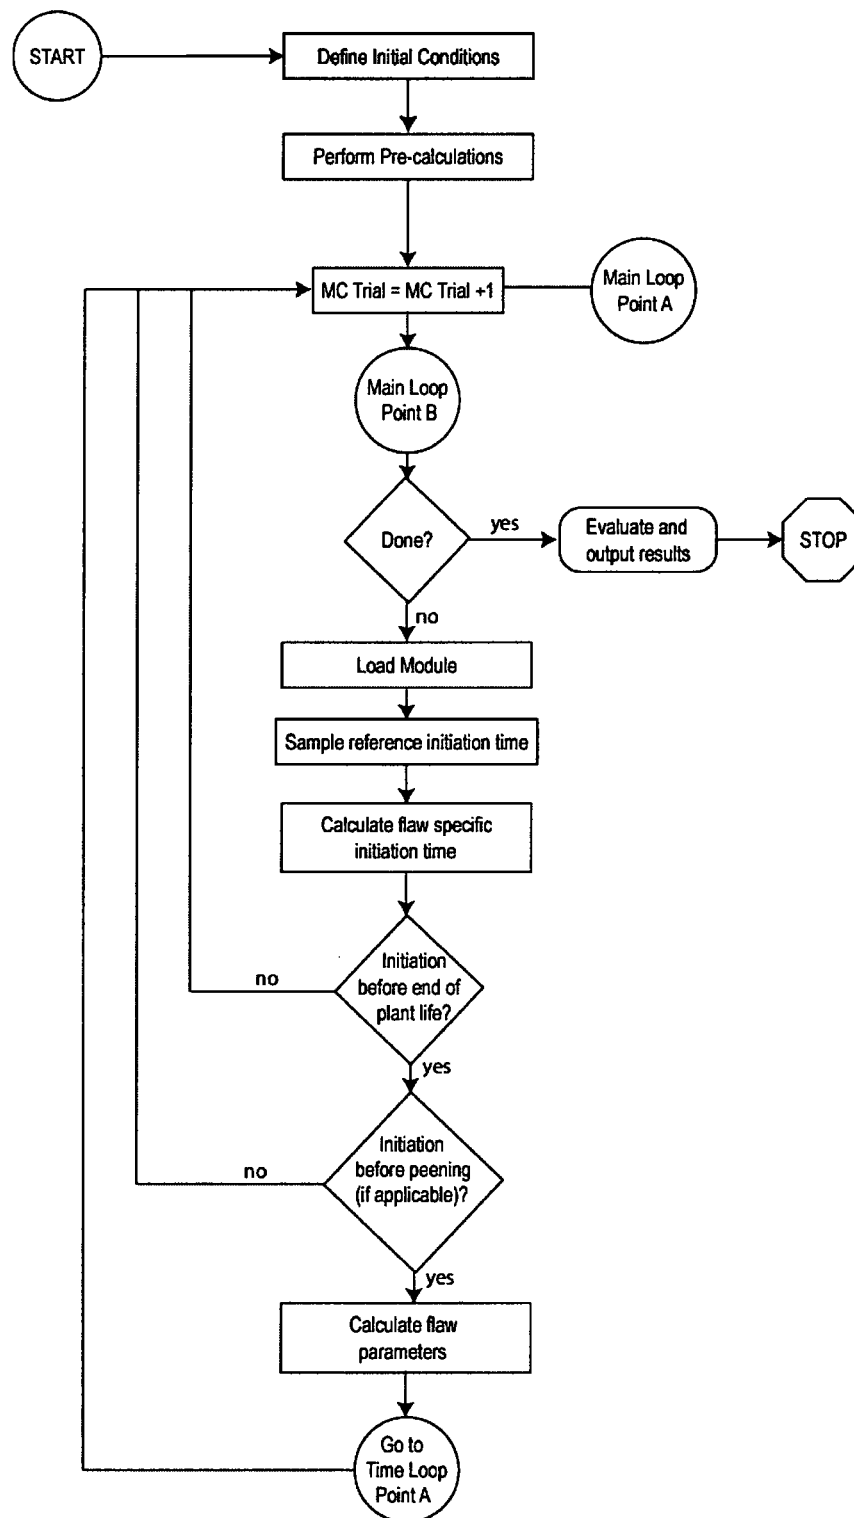 START
Define Initial Conditions
Perform Pre-calculations
MC Trial = MC Trial +1
Main Loop
Point A
Main Loop
Point B
Done?
yes
Evaluate and
output results
STOP
no
Load Module
Sample reference initiation time
Calculate flaw specific
initiation time
Initiation
before end of
plant life?
no
yes
Initiation
before peening
(if applicable)?
no
yes
Calculate flaw
parameters
Go to
Time Loop
Point A